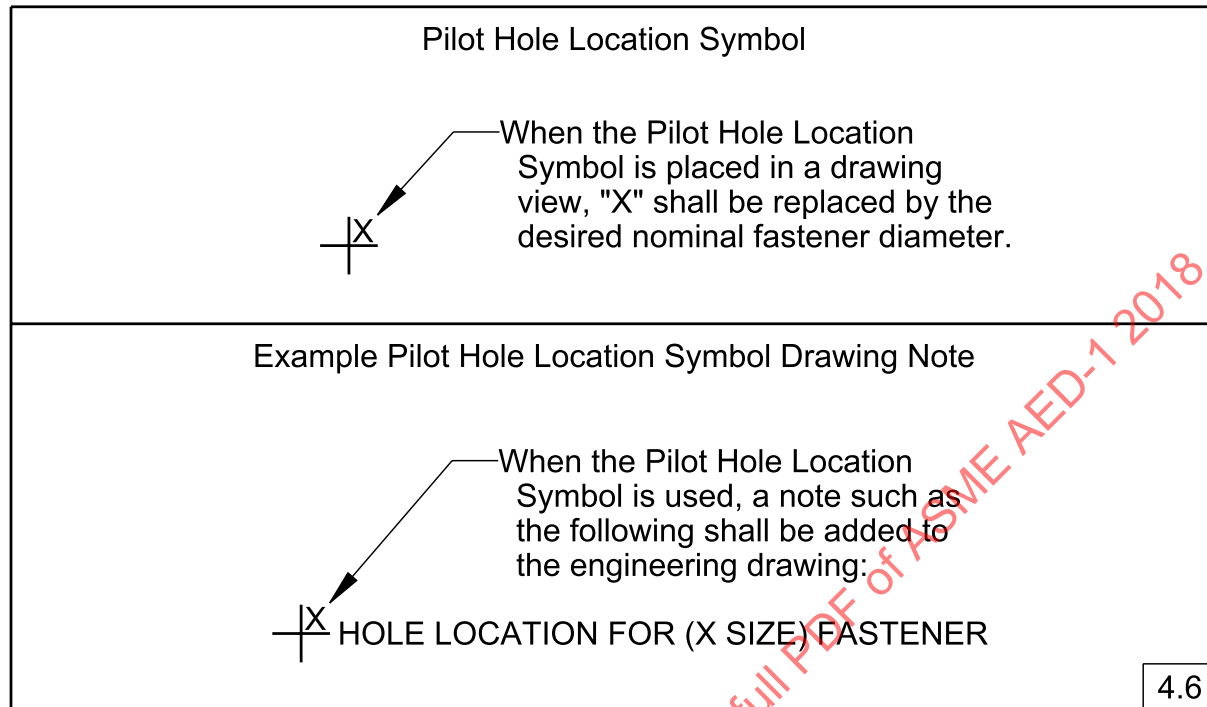 Pilot Hole Location Symbol
When the Pilot Hole Location
Symbol is placed in a drawing
view, "X" shall be replaced by the
desired nominal fastener diameter.
X
Example Pilot Hole Location Symbol Drawing Note
When the Pilot Hole Location
Symbol is used, a note such as
the following shall be added to
the engineering drawing:
X
HOLE LOCATION FOR (X SIZE) FASTENER
4.6
full PDF of ASME AED-1 2018